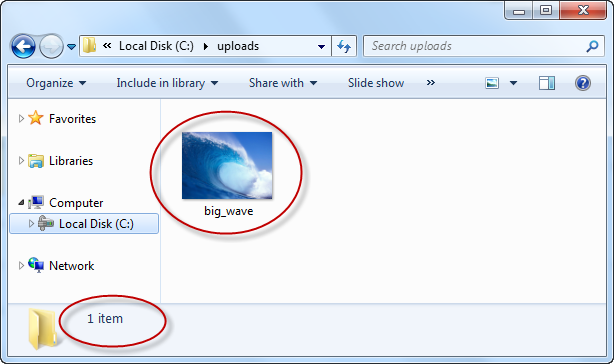 Local Disk (C:) uploads
Search uploads
Organize Include in library Share with Slide show »
Favorites
Libraries
Computer
Local Disk (C:)
Network
big_wave
1 item